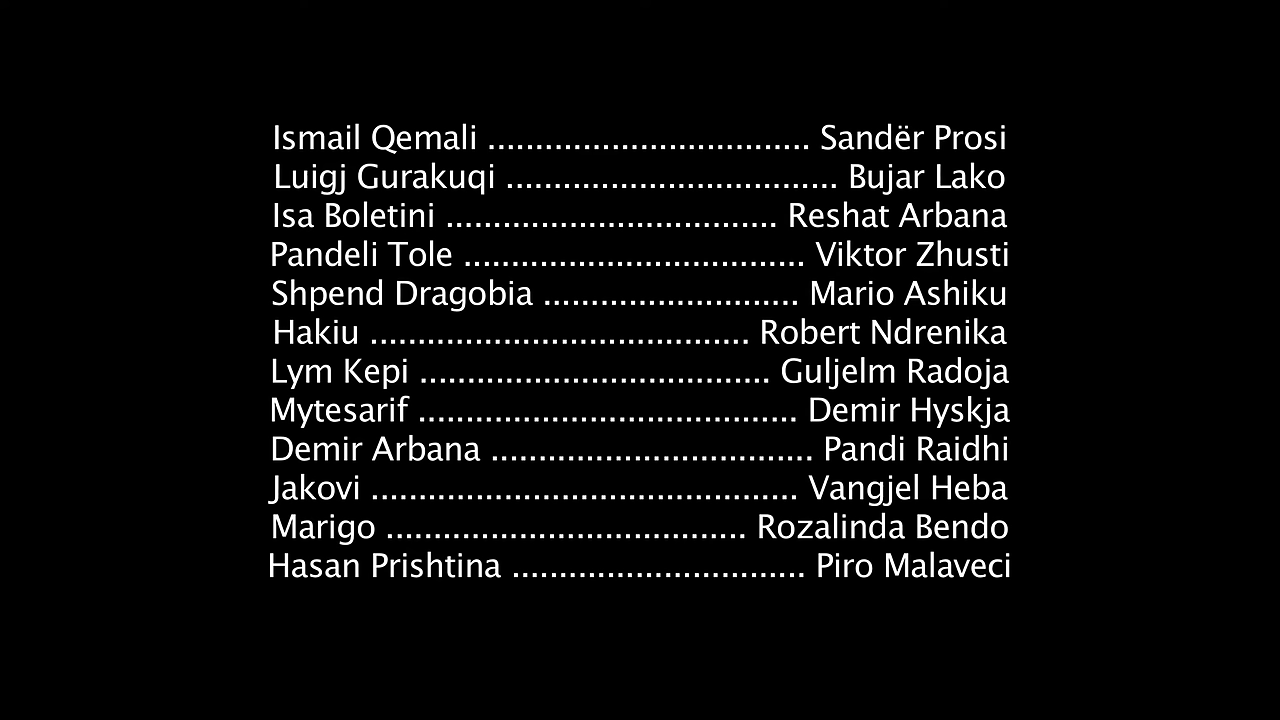 Ismail Qemali .................................. Sandër Prosi
Luigj Gurakuqi ................................... Bujar Lako
Isa Boletini ................................... Reshat Arbana
Pandeli Tole .................................... Viktor Zhusti
Shpend Dragobia ........................... Mario Ashiku
Hakiu ........................................ Robert Ndrenika
Lym Kepi ..................................... Guljelm Radoja
Mytesarif ........................................ Demir Hyskja
Demir Arbana .................................. Pandi Raidhi
Jakovi ............................................. Vangjel Heba
Marigo ...................................... Rozalinda Bendo
Hasan Prishtina ............................... Piro Malaveci